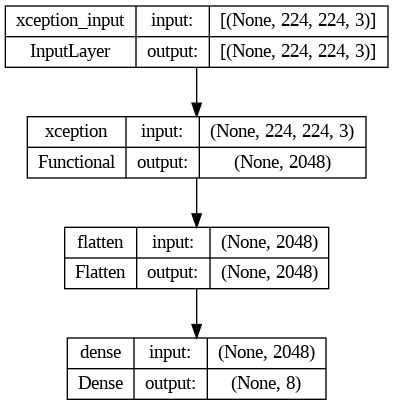 xception_input input: [(None, 224, 224, 3)]
InputLayer output: [(None, 224, 224, 3)]
xception input: (None, 224, 224, 3)
Functional output: (None, 2048)
flatten input: (None, 2048)
Flatten output: (None, 2048)
dense input: (None, 2048)
Dense output: (None, 8)